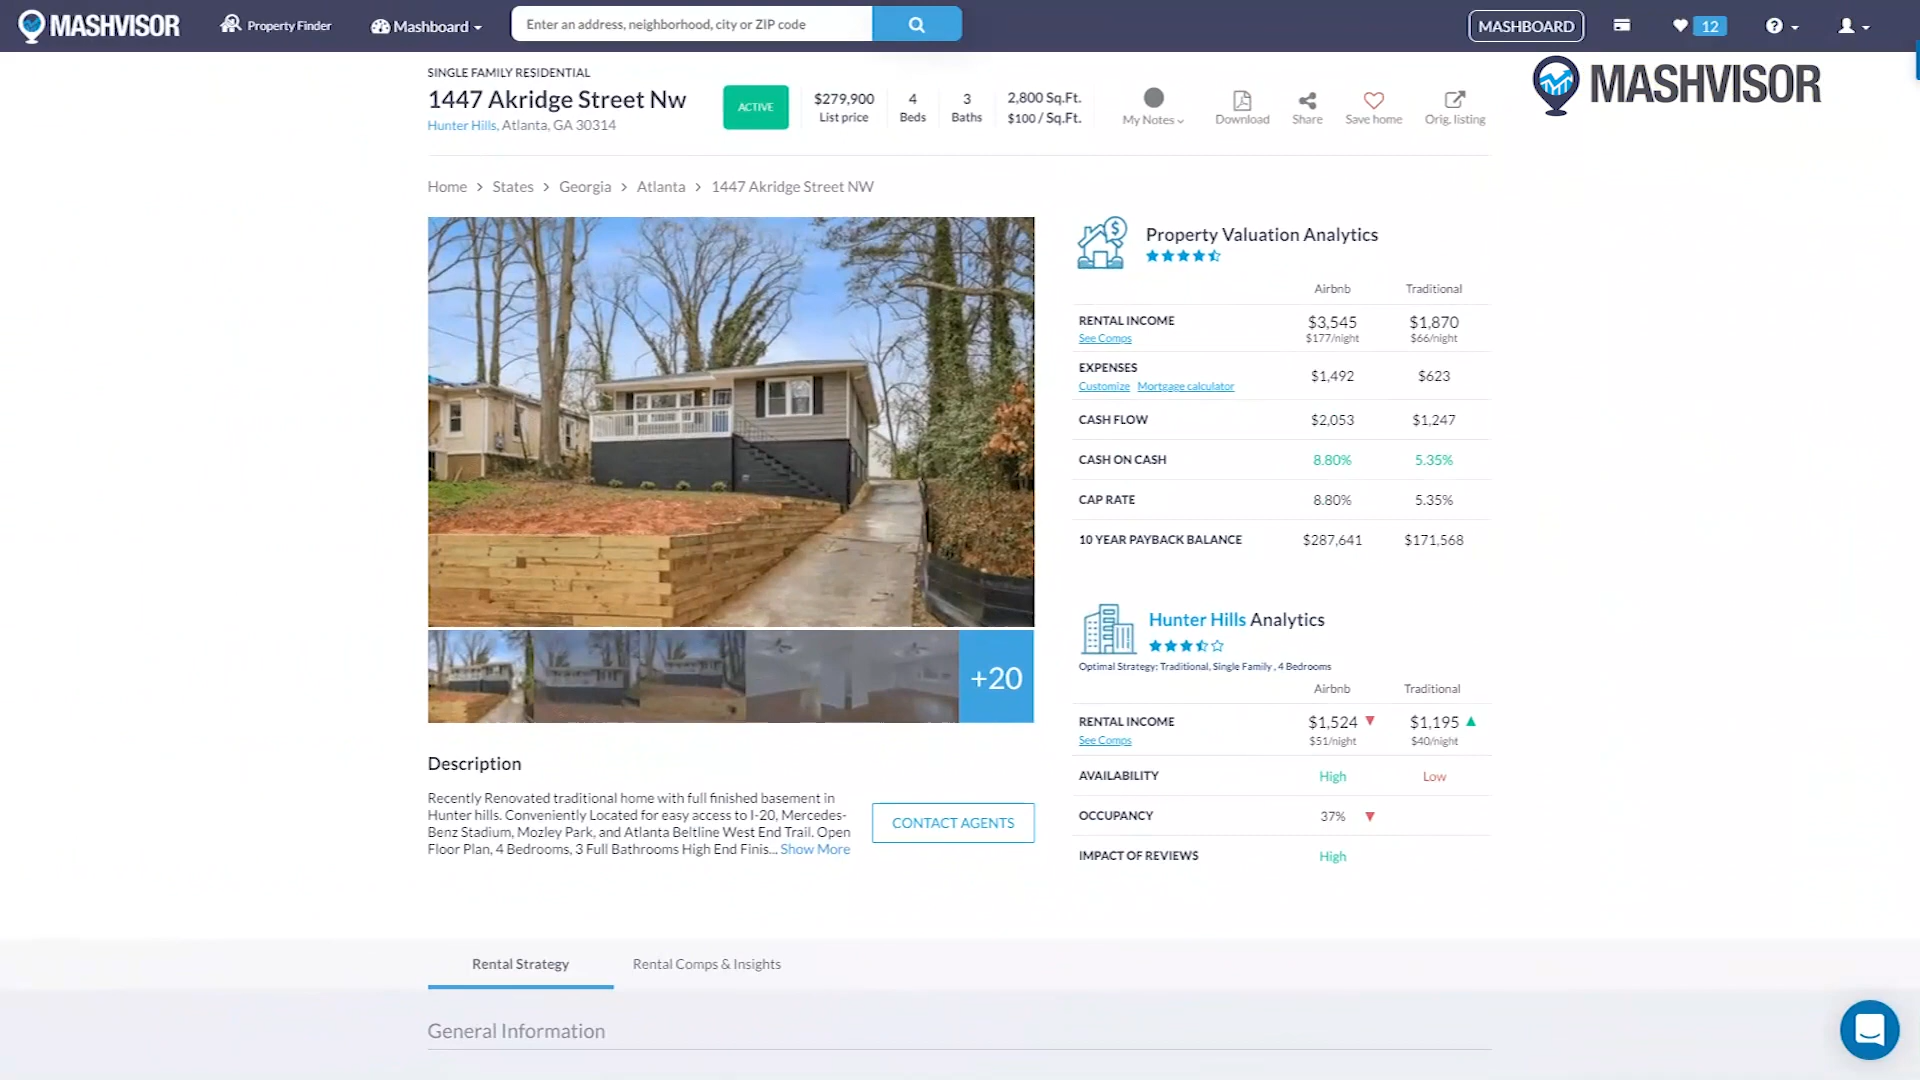 MASHVISOR
Property Finder
Mashboard
Enter an address, neighborhood, city or ZIP code
MASHBOARD
12
MASHVISOR
SINGLE FAMILY RESIDENTIAL
1447 Akridge Street Nw
Hunter Hills, Atlanta, GA 30314
ACTIVE
$279,900
List price
4
Beds
3
Baths
2,800 Sq.Ft.
$100 / Sq.Ft.
My Notes
Download
Share
Save home
Orig. listing
Home > States > Georgia > Atlanta > 1447 Akridge Street NW
+20
Description
Recently Renovated traditional home with full finished basement in
Hunter hills. Conveniently Located for easy access to I-20, Mercedes-
Benz Stadium, Mozley Park, and Atlanta Beltline West End Trail. Open
Floor Plan, 4 Bedrooms, 3 Full Bathrooms High End Finis... Show More
CONTACT AGENTS
Property Valuation Analytics
Airbnb Traditional
RENTAL INCOME $3,545 $1,870
See Comps $177/night $66/night
EXPENSES
Customize Mortgage calculator $1,492 $623
CASH FLOW $2,053 $1,247
CASH ON CASH 8.80% 5.35%
CAP RATE 8.80% 5.35%
10 YEAR PAYBACK BALANCE $287,641 $171,568
Hunter Hills Analytics
Optimal Strategy: Traditional, Single Family , 4 Bedrooms
Airbnb Traditional
RENTAL INCOME $1,524 $1,195
See Comps $51/night $40/night
AVAILABILITY High Low
OCCUPANCY 37%
IMPACT OF REVIEWS High
Rental Strategy Rental Comps & Insights
General Information